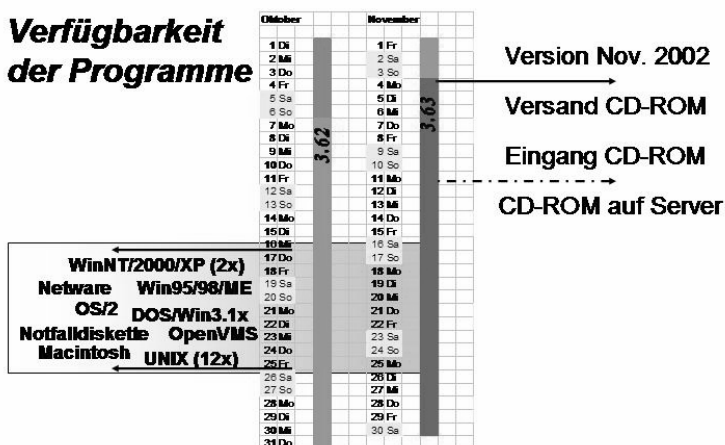 Verfügbarkeit
der Programme
Oktober
1 Di
2 Mi
3 Do
4 Fr
5 Sa
6 So
7 Mo
8 Di
9 Mi
10 Do
11 Fr
12 Sa
13 So
14 Mo
15 Di
16 Mi
17 Do
18 Fr
19 Sa
20 So
21 Mo
22 Di
23 Mi
24 Do
25 Fr
26 Sa
27 So
28 Mo
29 Di
30 Mi
31 Do
3.62
November
1 Fr
2 Sa
3 So
4 Mo
5 Di
6 Mi
7 Do
8 Fr
9 Sa
10 So
11 Mo
12 Di
13 Mi
14 Do
15 Fr
16 Sa
17 So
18 Mo
19 Di
20 Mi
21 Do
22 Fr
23 Sa
24 So
25 Mo
26 Di
27 Mi
28 Do
29 Fr
30 Sa
3.63
Version Nov. 2002
Versand CD-ROM
Eingang CD-ROM
CD-ROM auf Server
WinNT/2000/XP (2x)
Netware Win95/98/ME
OS/2 DOS/Win3.1x
Notfalldiskette OpenVMS
Macintosh UNIX (12x)